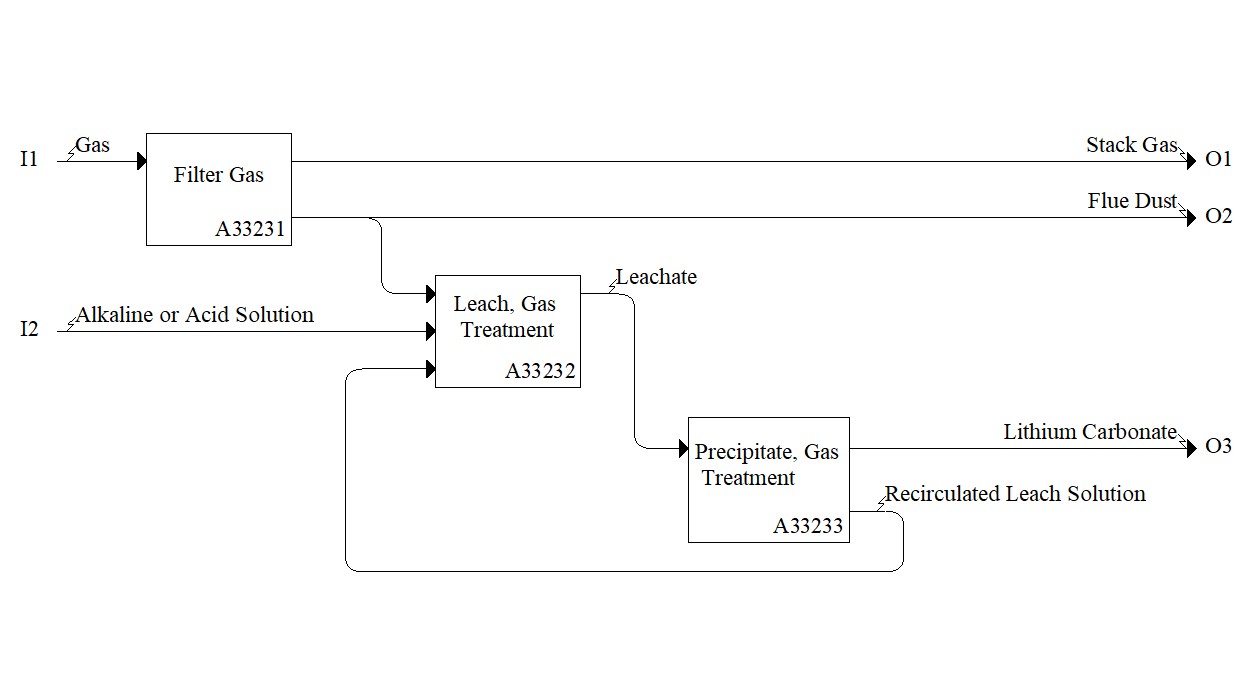 I1
Gas
Filter Gas
A33231
Stack Gas
O1
Flue Dust
O2
I2
Alkaline or Acid Solution
Leach, Gas
Treatment
A33232
Leachate
Precipitate, Gas
Treatment
A33233
Lithium Carbonate
O3
Recirculated Leach Solution